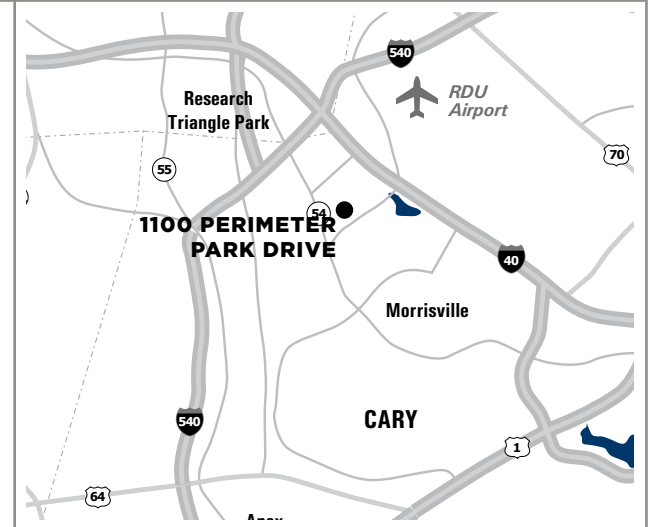 540
RDU
Airport
Research
Triangle Park
70
55
54
1100 PERIMETER
PARK DRIVE
40
Morrisville
CARY
540
1
64
Apex